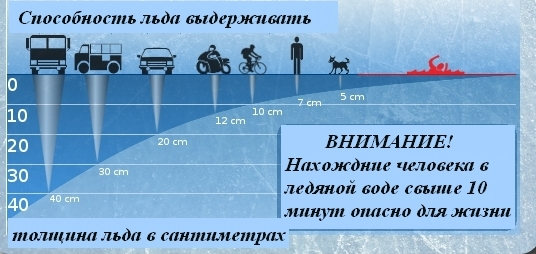 Способность льда выдерживать
0
10
20
30
40
5 cm
7 cm
10 cm
12 cm
20 cm
30 cm
40 cm
ВНИМАНИЕ!
Нахождние человека в
ледяной воде свыше 10
минут опасно для жизни
толщина льда в сантиметрах